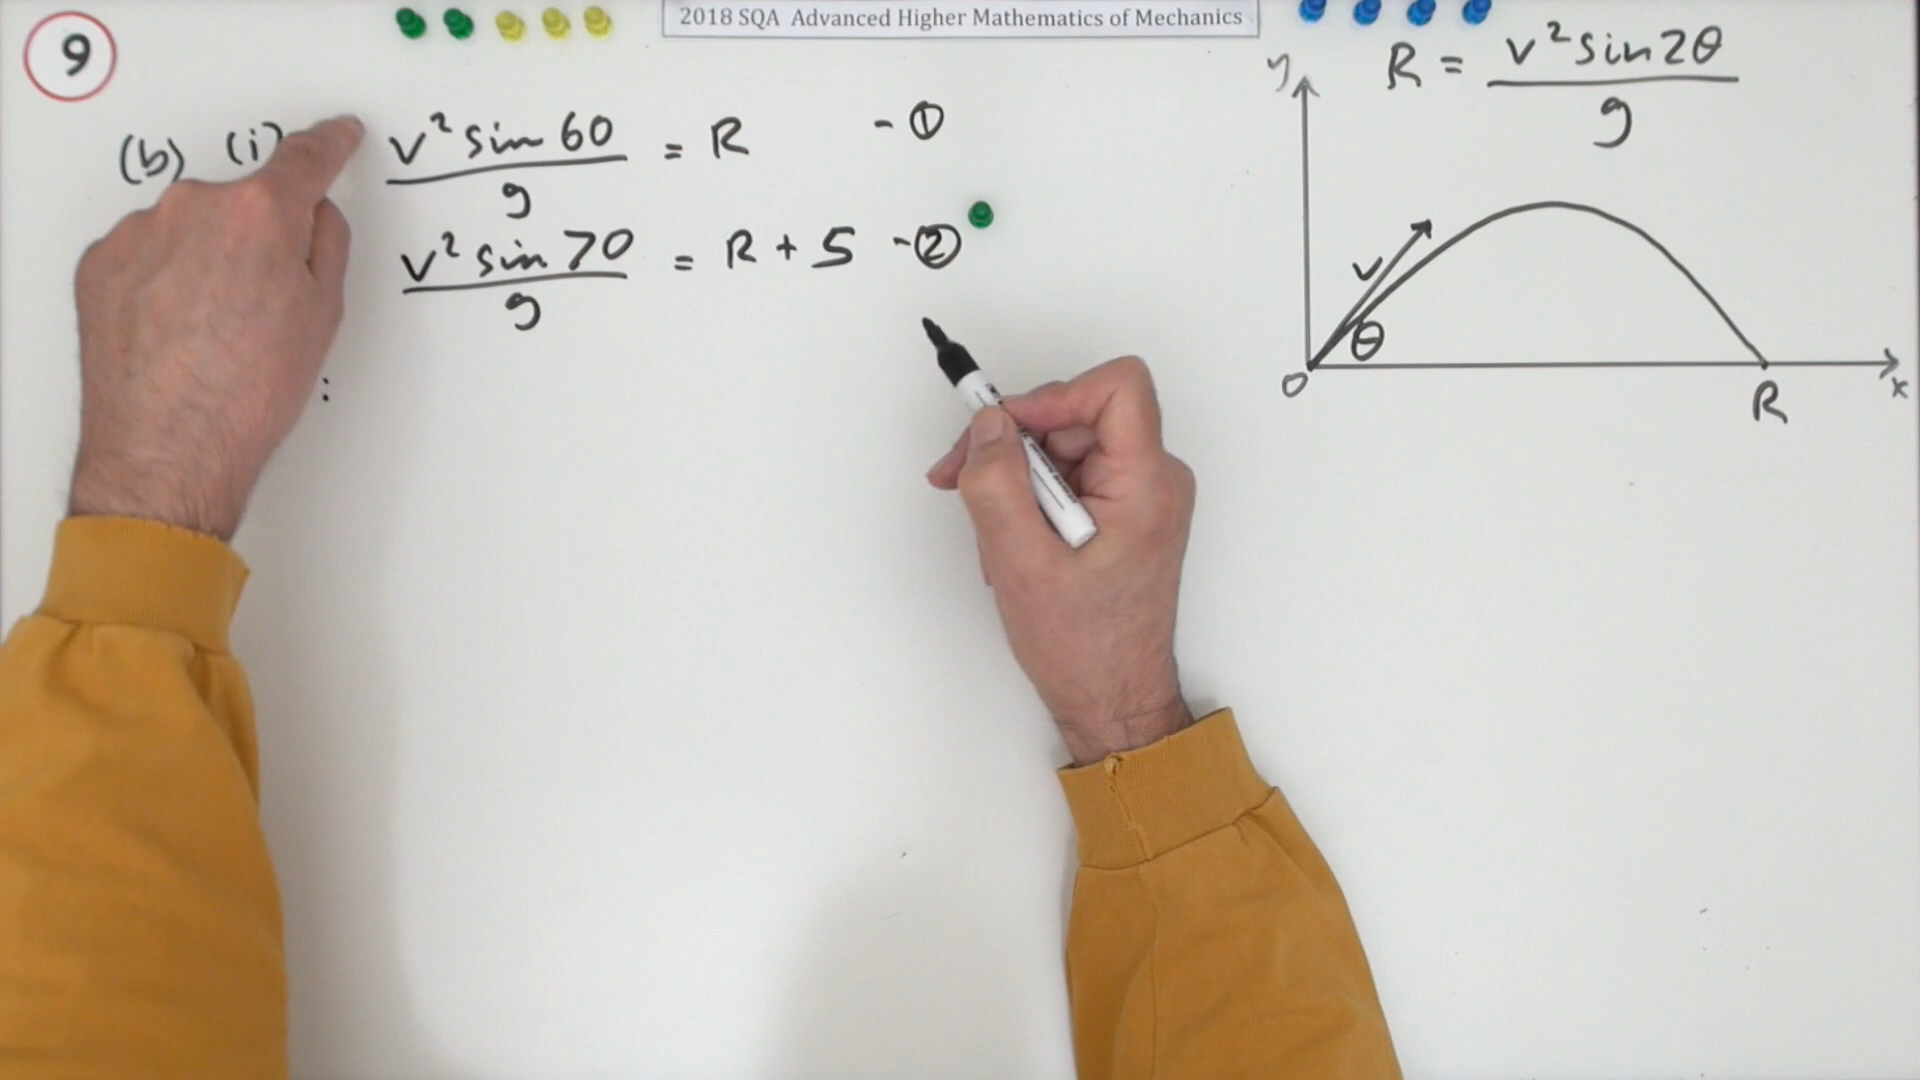 2018 SQA Advanced Higher Mathematics of Mechanics
9
(b) (i) v² sin 60 / g = R - ①
v² sin 70 / g = R + 5 - ②
:
R = v² sin 2θ / g
y
v
θ
O
R
x